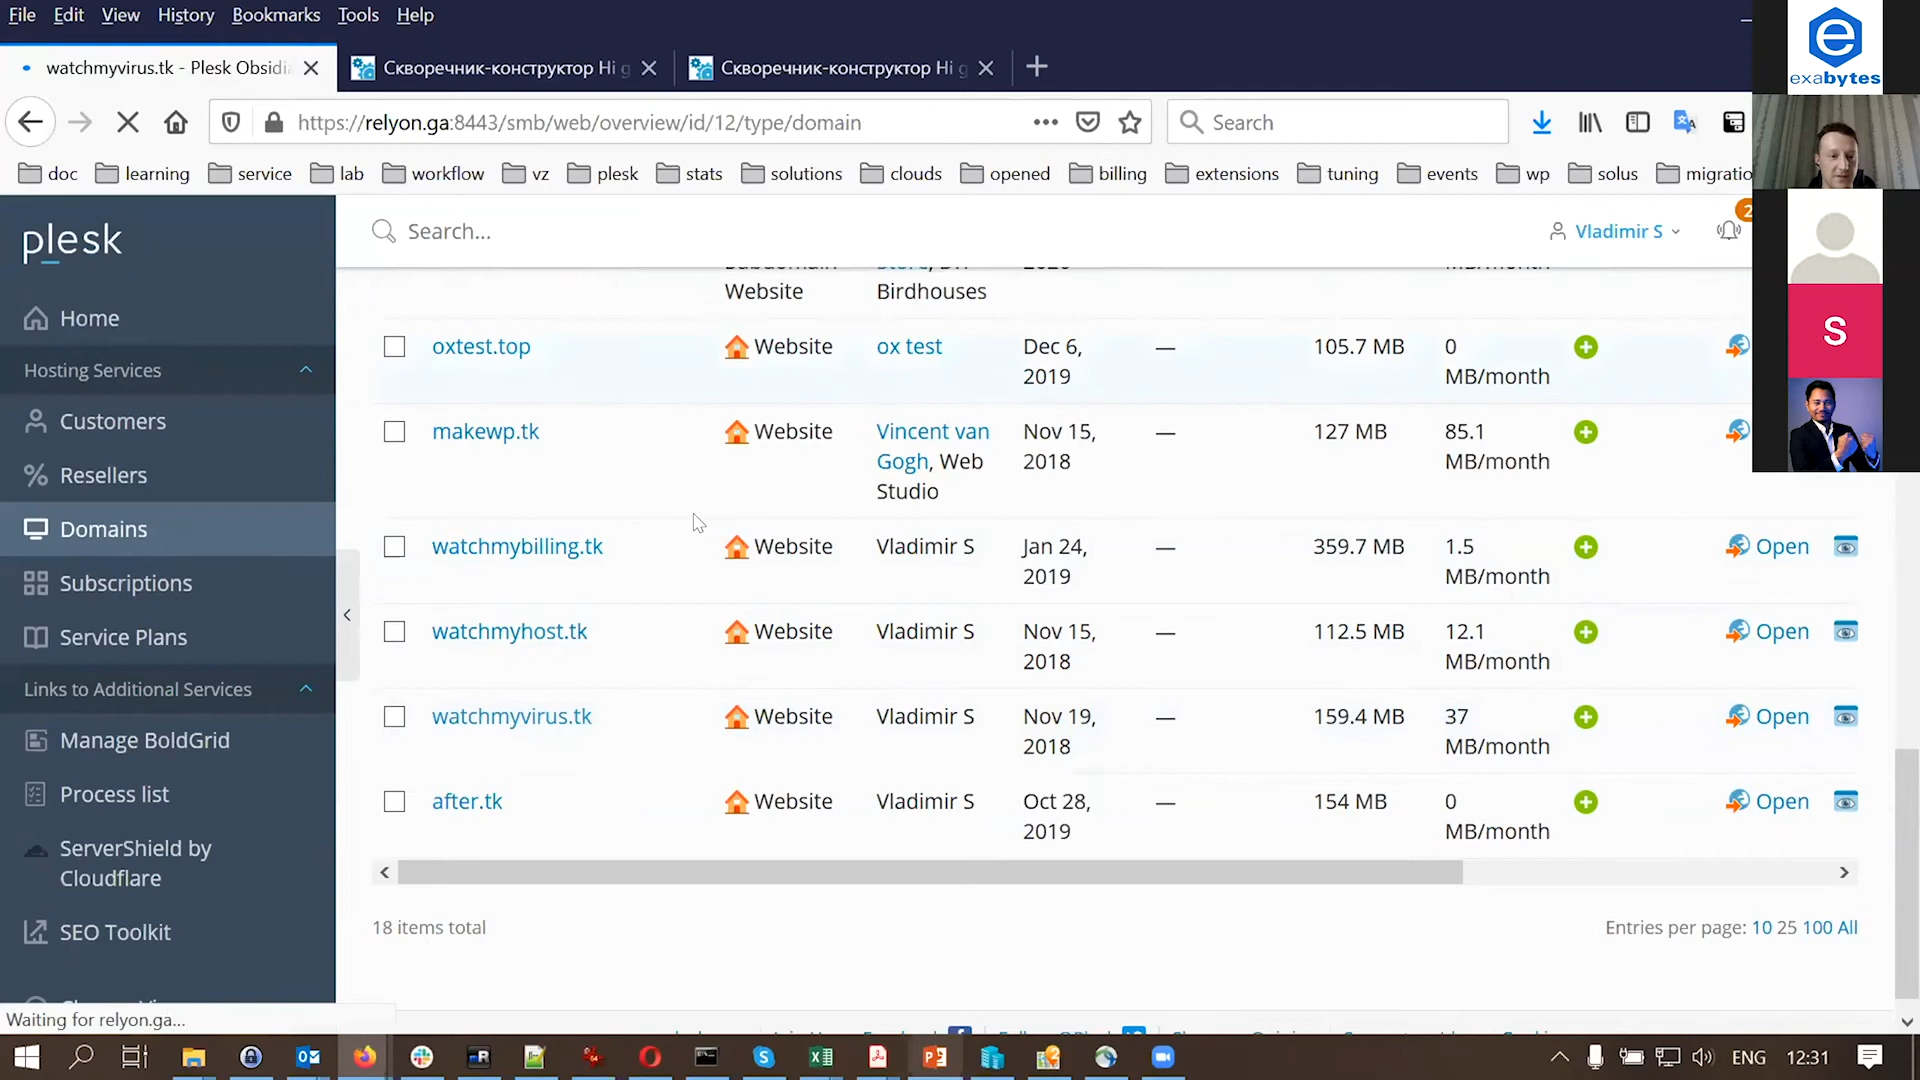 File Edit View History Bookmarks Tools Help
watchmyvirus.tk - Plesk Obsidi
Скворечник-конструктор Hi g
Скворечник-конструктор Hi g
https://relyon.ga:8443/smb/web/overview/id/12/type/domain
Search
doc learning service lab workflow vz plesk stats solutions clouds opened billing extensions tuning events wp solus migratio
exabytes
S
plesk
Search...
Vladimir S
2
Home
Hosting Services
Customers
Resellers
Domains
Subscriptions
Service Plans
Links to Additional Services
Manage BoldGrid
Process list
ServerShield by
Cloudflare
SEO Toolkit
Website
Birdhouses
oxtest.top Website ox test Dec 6, — 105.7 MB 0
2019 MB/month
makewp.tk Website Vincent van Nov 15, — 127 MB 85.1
Gogh, Web 2018 MB/month
Studio
watchmybilling.tk Website Vladimir S Jan 24, — 359.7 MB 1.5 Open
2019 MB/month
watchmyhost.tk Website Vladimir S Nov 15, — 112.5 MB 12.1 Open
2018 MB/month
watchmyvirus.tk Website Vladimir S Nov 19, — 159.4 MB 37 Open
2018 MB/month
after.tk Website Vladimir S Oct 28, — 154 MB 0 Open
2019 MB/month
18 items total
Entries per page: 10 25 100 All
Waiting for relyon.ga...
ENG 12:31